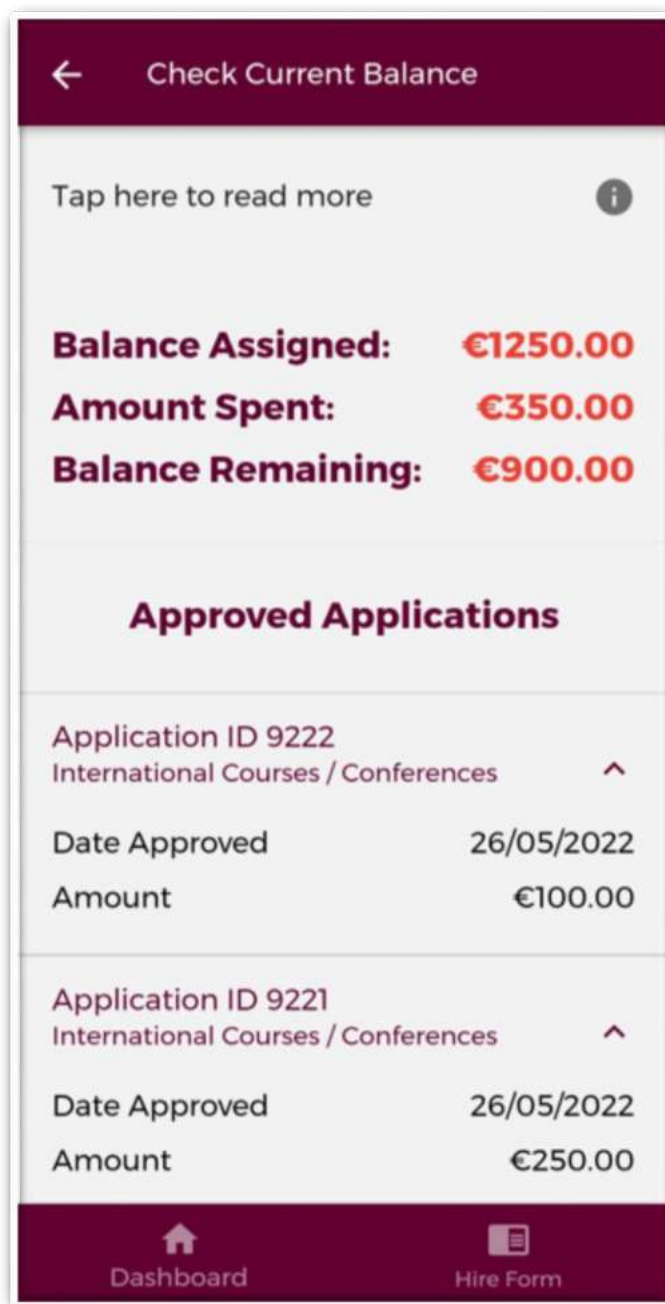 Check Current Balance
Tap here to read more
Balance Assigned: €1250.00
Amount Spent: €350.00
Balance Remaining: €900.00
Approved Applications
Application ID 9222
International Courses / Conferences
Date Approved 26/05/2022
Amount €100.00
Application ID 9221
International Courses / Conferences
Date Approved 26/05/2022
Amount €250.00
Dashboard Hire Form